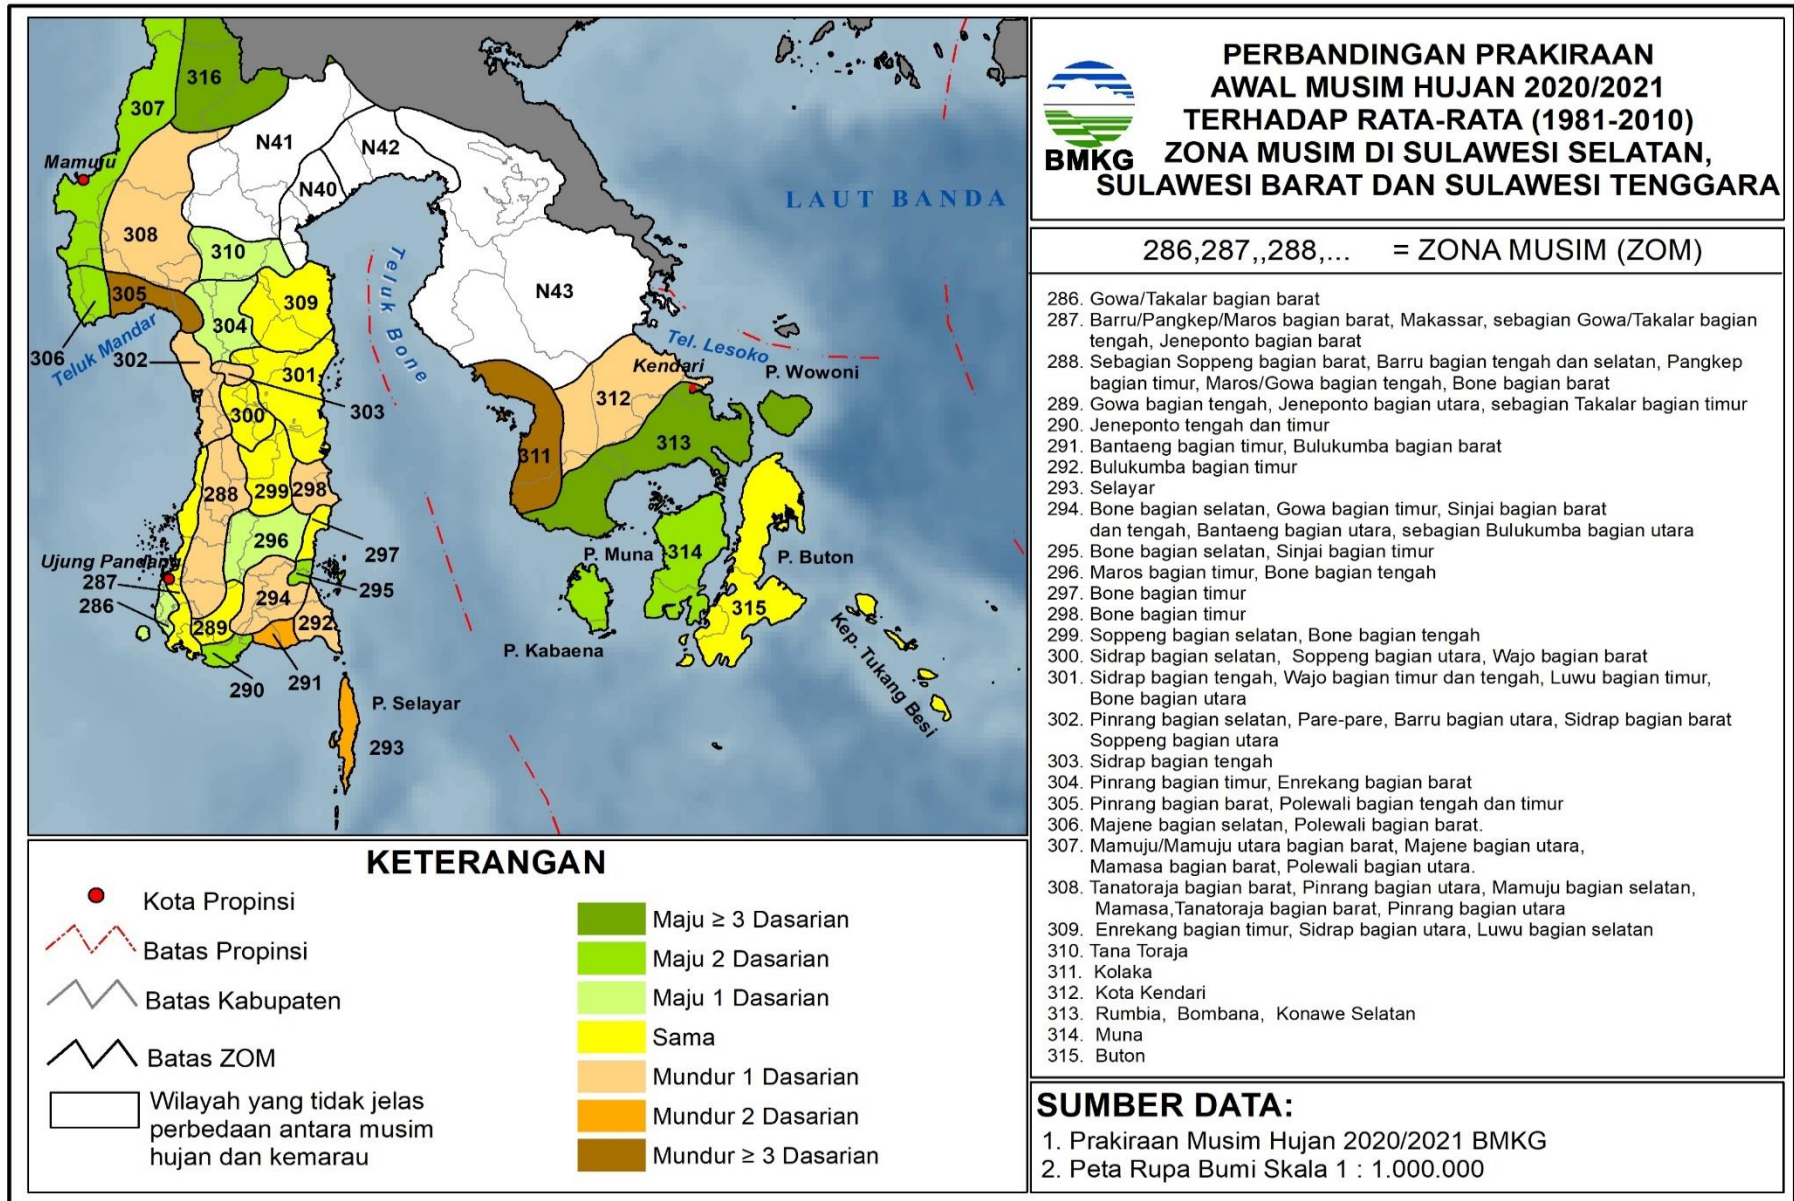 316
307
N41
N42
Mamuju
N40
308
310
305
309
304
N43
306
Teluk Mandar
302
301
303
300
Teluk Bone
LAUT BANDA
Tel. Lesoko
Kendari
P. Wowoni
312
313
311
288
299
298
296
297
Ujung Pandang
287
286
295
294
292
289
290
291
P. Selayar
293
P. Muna
314
P. Buton
315
P. Kabaena
Kep. Tukang Besi
BMKG
PERBANDINGAN PRAKIRAAN
AWAL MUSIM HUJAN 2020/2021
TERHADAP RATA-RATA (1981-2010)
ZONA MUSIM DI SULAWESI SELATAN,
SULAWESI BARAT DAN SULAWESI TENGGARA
286,287,,288,... = ZONA MUSIM (ZOM)
286. Gowa/Takalar bagian barat
287. Barru/Pangkep/Maros bagian barat, Makassar, sebagian Gowa/Takalar bagian
tengah, Jeneponto bagian barat
288. Sebagian Soppeng bagian barat, Barru bagian tengah dan selatan, Pangkep
bagian timur, Maros/Gowa bagian tengah, Bone bagian barat
289. Gowa bagian tengah, Jeneponto bagian utara, sebagian Takalar bagian timur
290. Jeneponto tengah dan timur
291. Bantaeng bagian timur, Bulukumba bagian barat
292. Bulukumba bagian timur
293. Selayar
294. Bone bagian selatan, Gowa bagian timur, Sinjai bagian barat
dan tengah, Bantaeng bagian utara, sebagian Bulukumba bagian utara
295. Bone bagian selatan, Sinjai bagian timur
296. Maros bagian timur, Bone bagian tengah
297. Bone bagian timur
298. Bone bagian timur
299. Soppeng bagian selatan, Bone bagian tengah
300. Sidrap bagian selatan, Soppeng bagian utara, Wajo bagian barat
301. Sidrap bagian tengah, Wajo bagian timur dan tengah, Luwu bagian timur,
Bone bagian utara
302. Pinrang bagian selatan, Pare-pare, Barru bagian utara, Sidrap bagian barat
Soppeng bagian utara
303. Sidrap bagian tengah
304. Pinrang bagian timur, Enrekang bagian barat
305. Pinrang bagian barat, Polewali bagian tengah dan timur
306. Majene bagian selatan, Polewali bagian barat.
307. Mamuju/Mamuju utara bagian barat, Majene bagian utara,
Mamasa bagian barat, Polewali bagian utara.
308. Tanatoraja bagian barat, Pinrang bagian utara, Mamuju bagian selatan,
Mamasa,Tanatoraja bagian barat, Pinrang bagian utara
309. Enrekang bagian timur, Sidrap bagian utara, Luwu bagian selatan
310. Tana Toraja
311. Kolaka
312. Kota Kendari
313. Rumbia, Bombana, Konawe Selatan
314. Muna
315. Buton
KETERANGAN
Kota Propinsi
Batas Propinsi
Batas Kabupaten
Batas ZOM
Wilayah yang tidak jelas
perbedaan antara musim
hujan dan kemarau
Maju ≥ 3 Dasarian
Maju 2 Dasarian
Maju 1 Dasarian
Sama
Mundur 1 Dasarian
Mundur 2 Dasarian
Mundur ≥ 3 Dasarian
SUMBER DATA:
1. Prakiraan Musim Hujan 2020/2021 BMKG
2. Peta Rupa Bumi Skala 1 : 1.000.000